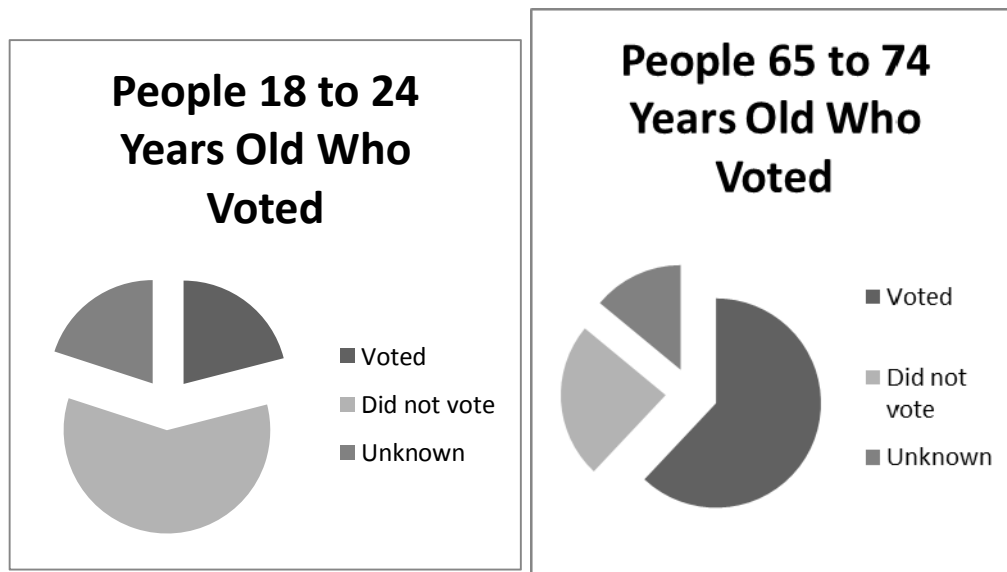 People 18 to 24
Years Old Who
Voted
Voted
Did not vote
Unknown
People 65 to 74
Years Old Who
Voted
Voted
Did not
vote
Unknown